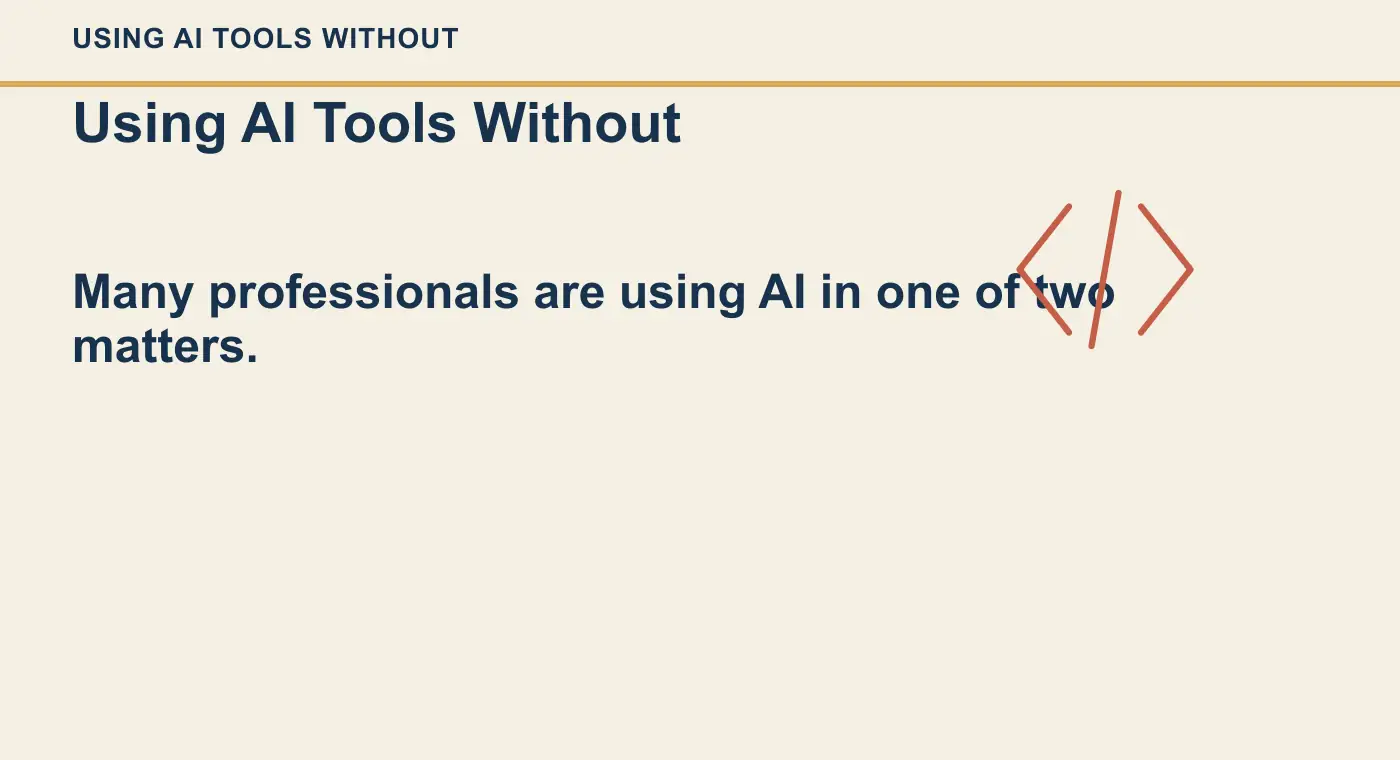 USING AI TOOLS WITHOUT
Using AI Tools Without
Many professionals are using AI in one of two
matters.